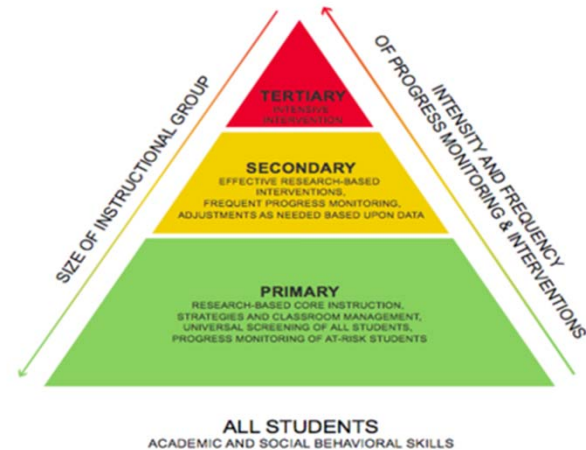 TERTIARY
INTENSIVE
INTERVENTION
SECONDARY
EFFECTIVE RESEARCH-BASED
INTERVENTIONS,
FREQUENT PROGRESS MONITORING,
ADJUSTMENTS AS NEEDED BASED UPON DATA
PRIMARY
RESEARCH-BASED CORE INSTRUCTION,
STRATEGIES AND CLASSROOM MANAGEMENT,
UNIVERSAL SCREENING OF ALL STUDENTS,
PROGRESS MONITORING OF AT-RISK STUDENTS
SIZE OF INSTRUCTIONAL GROUP
INTENSITY AND FREQUENCY
OF PROGRESS MONITORING & INTERVENTIONS
ALL STUDENTS
ACADEMIC AND SOCIAL BEHAVIORAL SKILLS